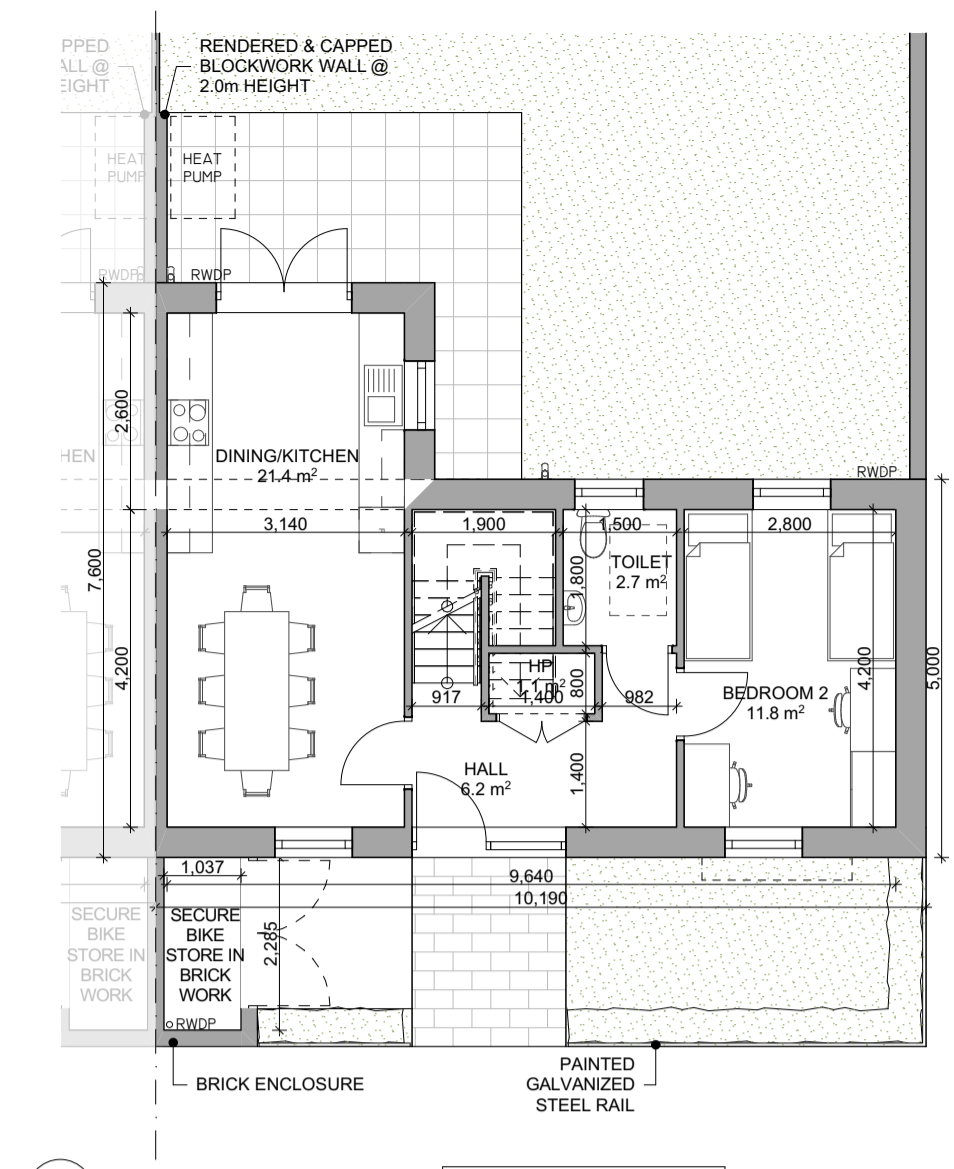 PPED
ALL @
EIGHT
RENDERED & CAPPED
BLOCKWORK WALL @
2.0m HEIGHT
HEAT
PUMP
HEAT
PUMP
RWDP
RWDP
2,600
HEN
DINING/KITCHEN
21.4 m²
RWDP
3,140
1,900
1,500
2,800
7,600
1,800
TOILET
2.7 m²
4,200
HP
1.1 m²
800
917
1,400
982
BEDROOM 2
11.8 m²
4,200
5,000
HALL
6.2 m²
1,400
1,037
9,640
10,190
SECURE
BIKE
STORE IN
BRICK
WORK
SECURE
BIKE
STORE IN
BRICK
WORK
2,285
RWDP
BRICK ENCLOSURE
PAINTED
GALVANIZED
STEEL RAIL